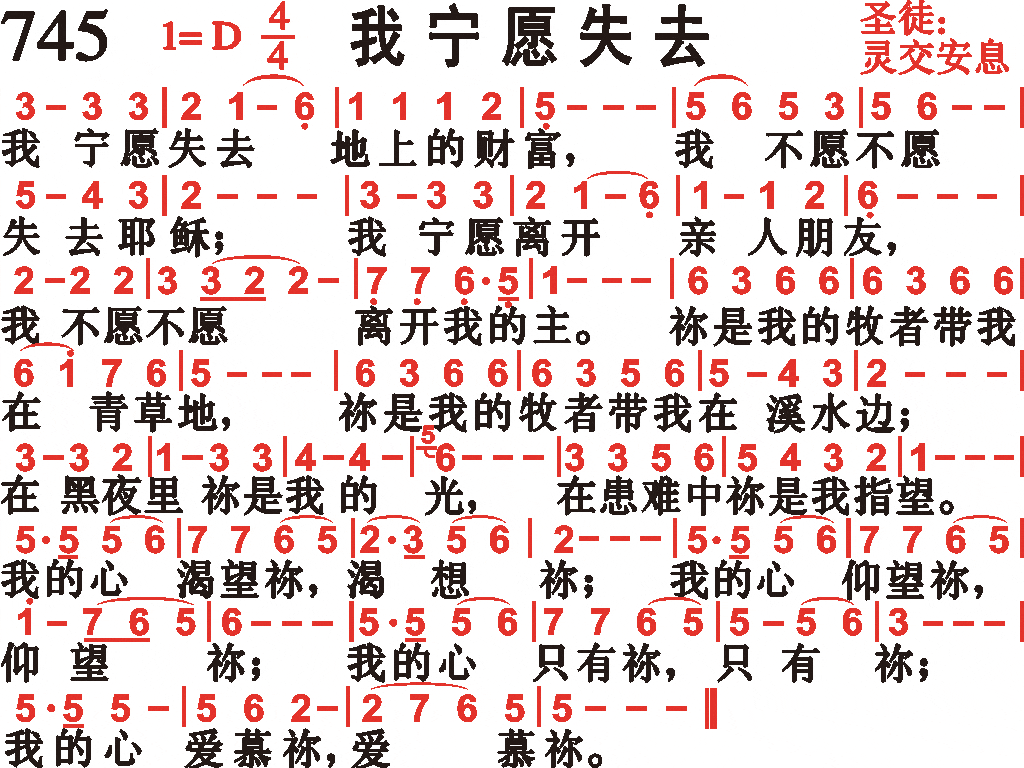 745 1= D 4/4 我宁愿失去 圣徒:
灵交安息
3 - 3 3 | 2 1 - 6 | 1 1 1 2 | 5 - - - | 5 6 5 3 | 5 6 - - |
我 宁愿失去 地上的财富, 我 不愿不愿
5 - 4 3 | 2 - - - | 3 - 3 3 | 2 1 - 6 | 1 - 1 2 | 6 - - - |
失 去耶稣; 我 宁愿离开 亲 人朋友,
2 - 2 2 | 3 3 2 2 - | 7 7 6 · 5 | 1 - - - | 6 3 6 6 | 6 3 6 6 |
我 不愿不愿 离开我的主。 祢是我的牧者带我
6 1 7 6 | 5 - - - | 6 3 6 6 | 6 3 5 6 | 5 - 4 3 | 2 - - - |
在 青草地, 祢是我的牧者带我在 溪水边;
3 - 3 2 | 1 - 3 3 | 4 - 4 - | 5 6 - - - | 3 3 5 6 | 5 4 3 2 | 1 - - - |
在 黑夜里 祢是我的 光, 在患难中祢是我指望。
5 · 5 5 6 | 7 7 6 5 | 2 · 3 5 6 | 2 - - - | 5 · 5 5 6 | 7 7 6 5 |
我的心 渴望祢, 渴 想 祢; 我的心 仰望祢,
1 - 7 6 5 | 6 - - - | 5 · 5 5 6 | 7 7 6 5 | 5 - 5 6 | 3 - - - |
仰 望 祢; 我的心 只有祢, 只 有 祢;
5 · 5 5 - | 5 6 2 - | 2 7 6 5 | 5 - - - ‖
我的心 爱慕祢, 爱 慕祢。